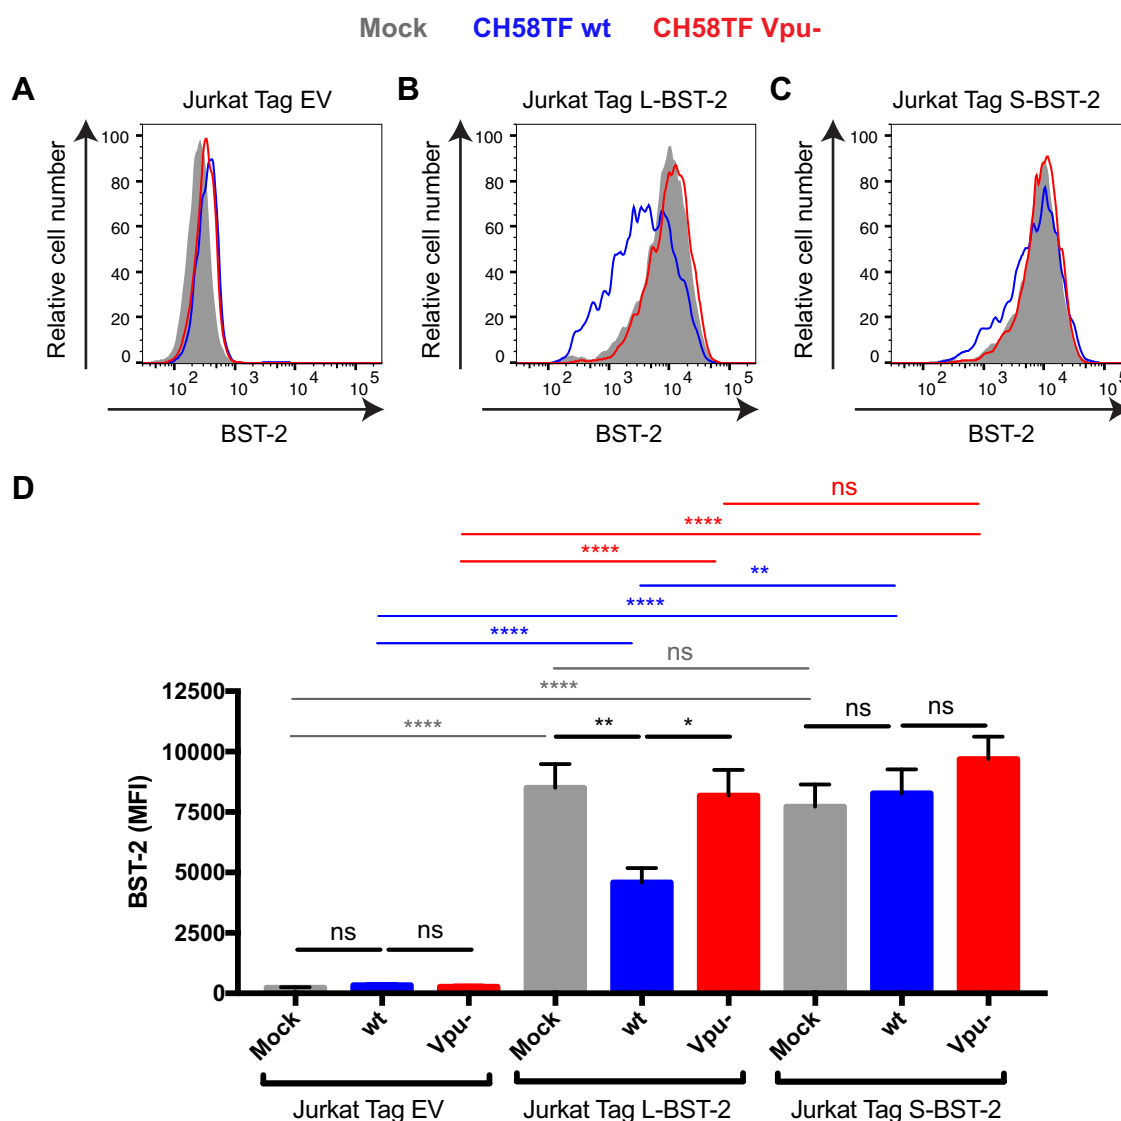 Mock CH58TF wt CH58TF Vpu-
A
Jurkat Tag EV
Relative cell number
100
80
60
40
20
0
10 2
10 3
10 4
10 5
BST-2
B
Jurkat Tag L-BST-2
Relative cell number
100
80
60
40
20
0
10 2
10 3
10 4
10 5
BST-2
C
Jurkat Tag S-BST-2
Relative cell number
100
80
60
40
20
0
10 2
10 3
10 4
10 5
BST-2
D
ns
****
****
**
****
****
ns
****
****
** *
ns ns
ns ns
BST-2 (MFI)
12500
10000
7500
5000
2500
0
Mock wt Vpu- Mock wt Vpu- Mock wt Vpu-
Jurkat Tag EV Jurkat Tag L-BST-2 Jurkat Tag S-BST-2